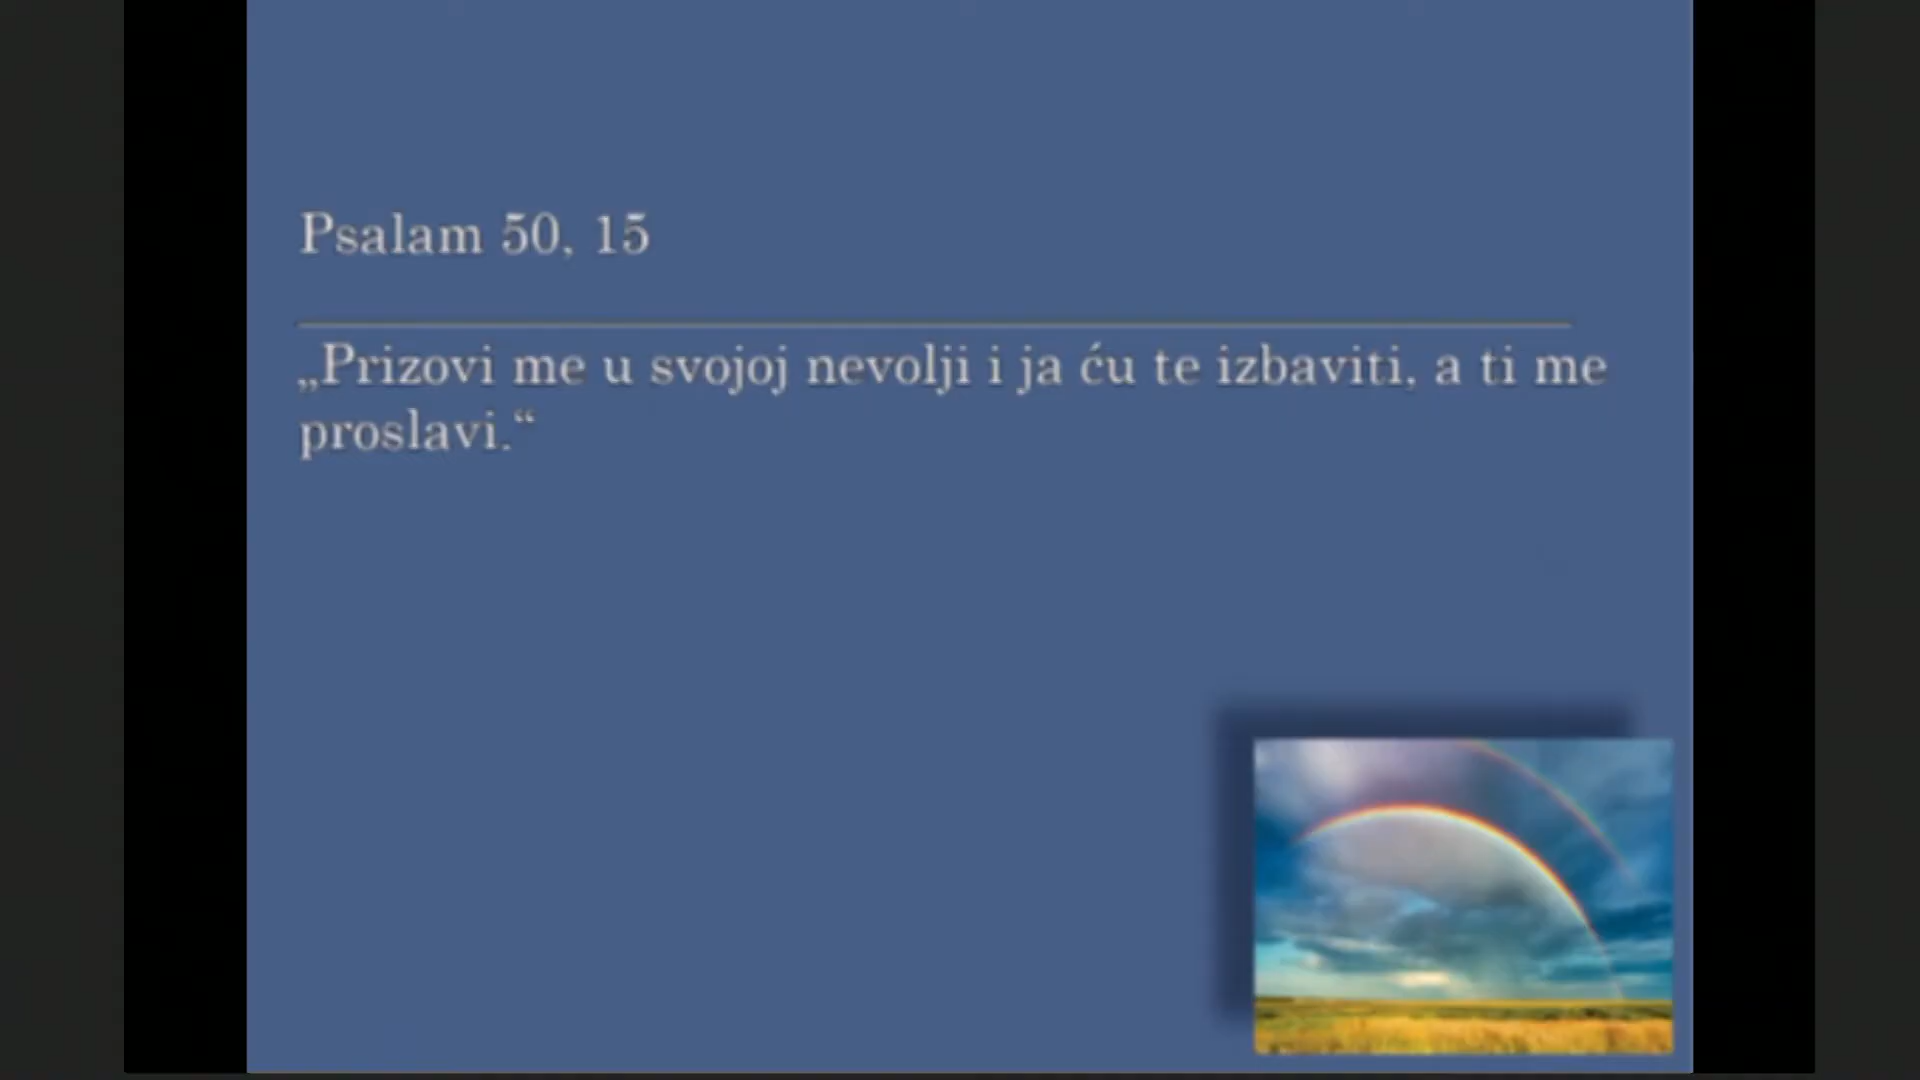 Psalam 50, 15
„Prizovi me u svojoj nevolji i ja ću te izbaviti, a ti me
proslavi.“